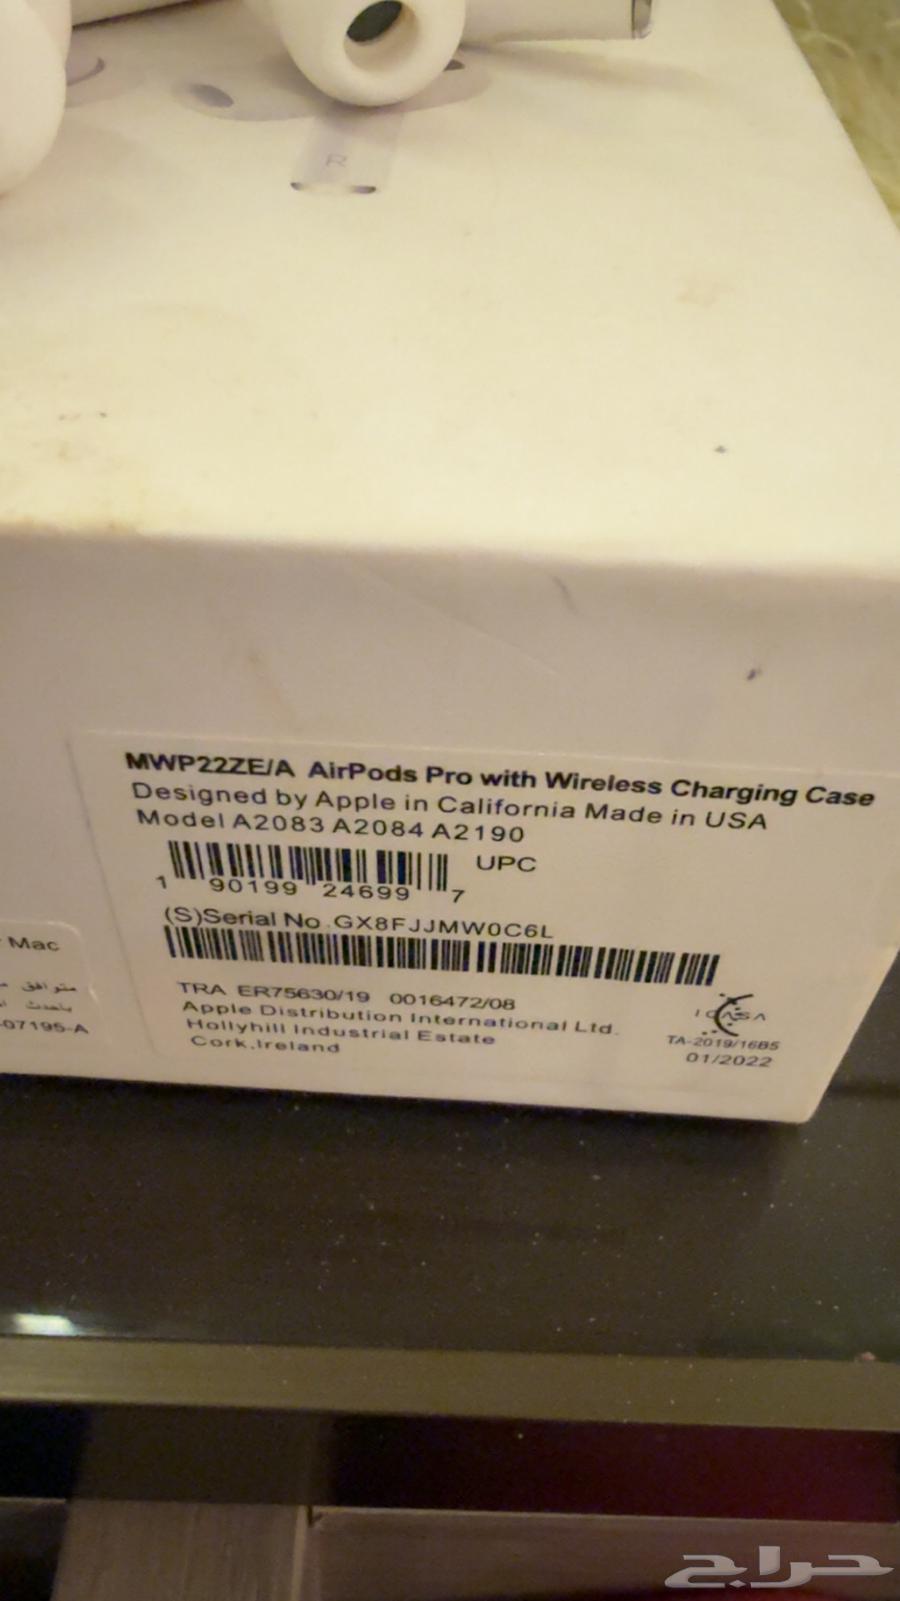 R
MWP22ZE/A AirPods Pro with Wireless Charging Case
Designed by Apple in California Made in USA
Model A2083 A2084 A2190
UPC
1 90199 24699 7
(S)Serial No.GX8FJJMW0C6L
TRA ER75630/19 0016472/08
Apple Distribution International Ltd.
Hollyhill Industrial Estate
Cork,Ireland
ICASA
TA-2019/1685
01/2022
Mac
متوافق
-07195-A
حراج